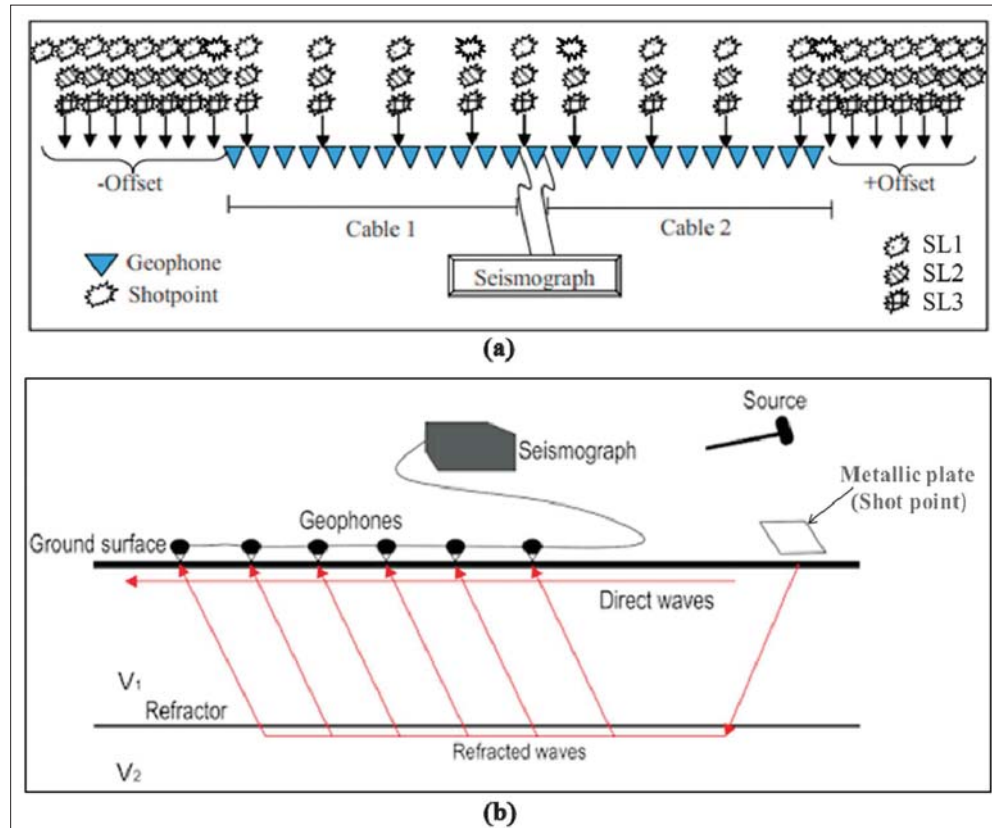 -Offset
+Offset
Cable 1
Cable 2
Geophone
Shotpoint
Seismograph
SL1
SL2
SL3
(a)
Source
Seismograph
Metallic plate
(Shot point)
Geophones
Ground surface
Direct waves
V1
Refractor
Refracted waves
V2
(b)